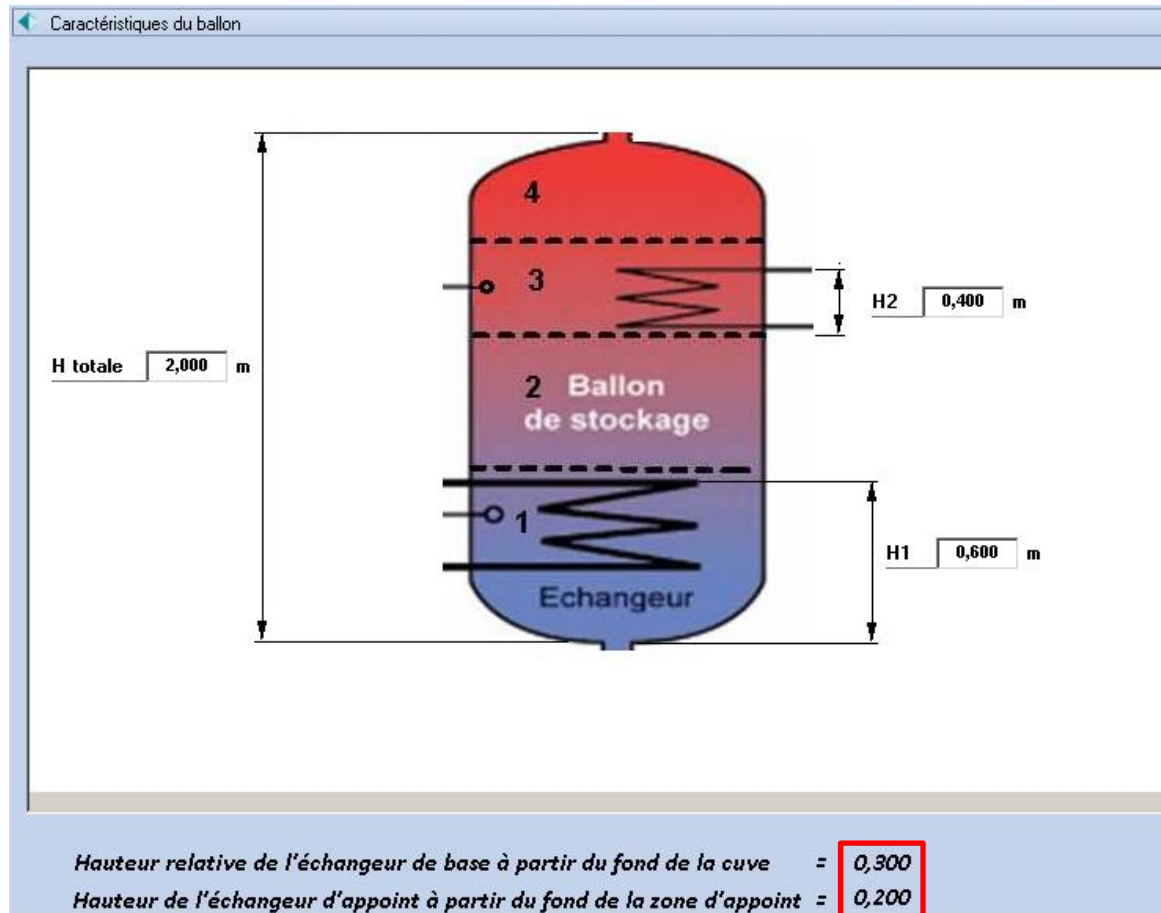 Caractéristiques du ballon
4
3
H2 0,400 m
H totale 2,000 m
2 Ballon
de stockage
1
H1 0,600 m
Echangeur
Hauteur relative de l'échangeur de base à partir du fond de la cuve = 0,300
Hauteur de l'échangeur d'appoint à partir du fond de la zone d'appoint = 0,200